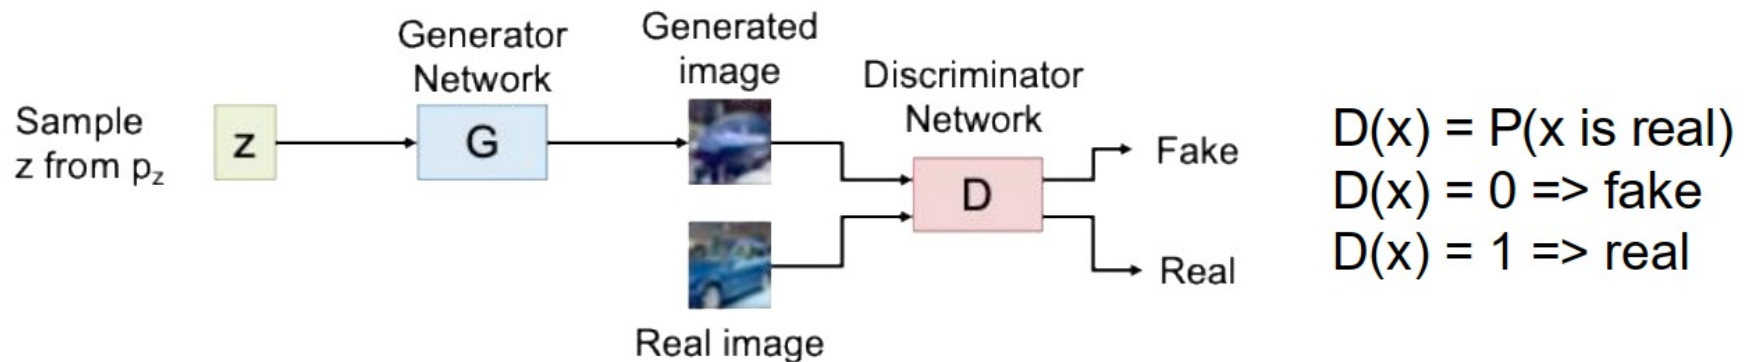 Sample
z from pz
z
Generator
Network
G
Generated
image
Real image
Discriminator
Network
D
Fake
Real
D(x) = P(x is real)
D(x) = 0 => fake
D(x) = 1 => real